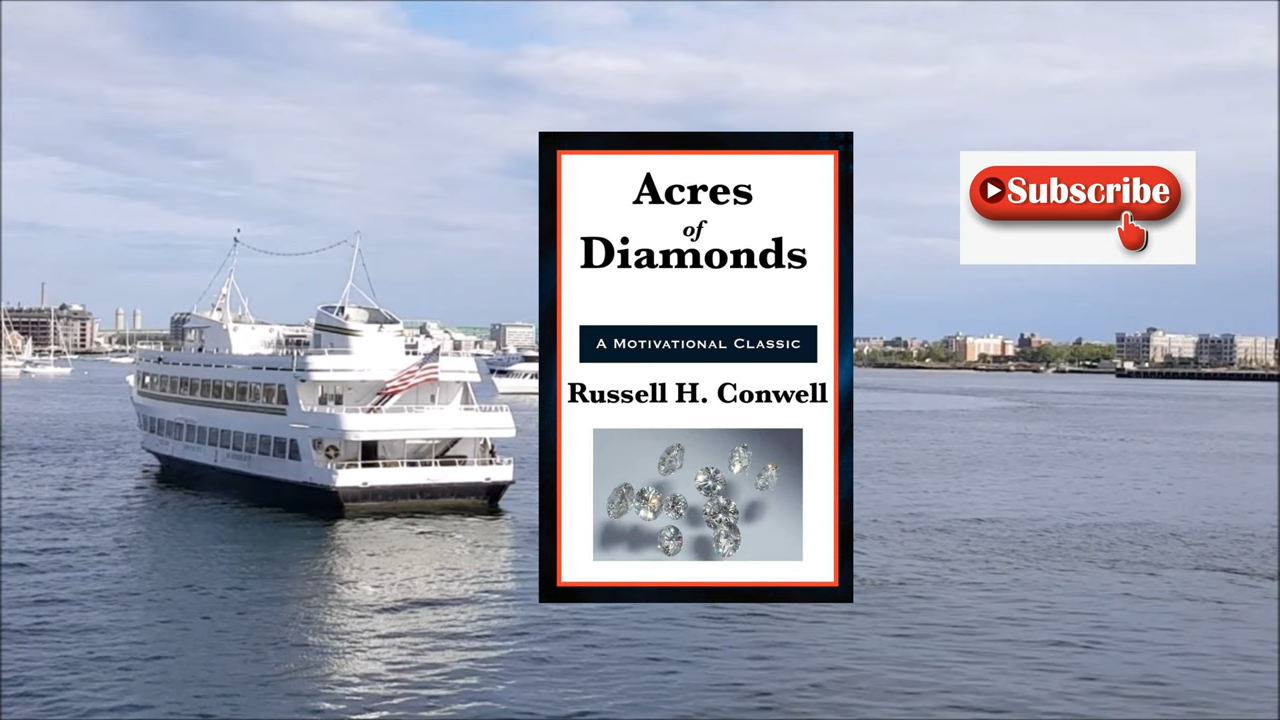 Acres
of
Diamonds
A Motivational Classic
Russell H. Conwell
Subscribe